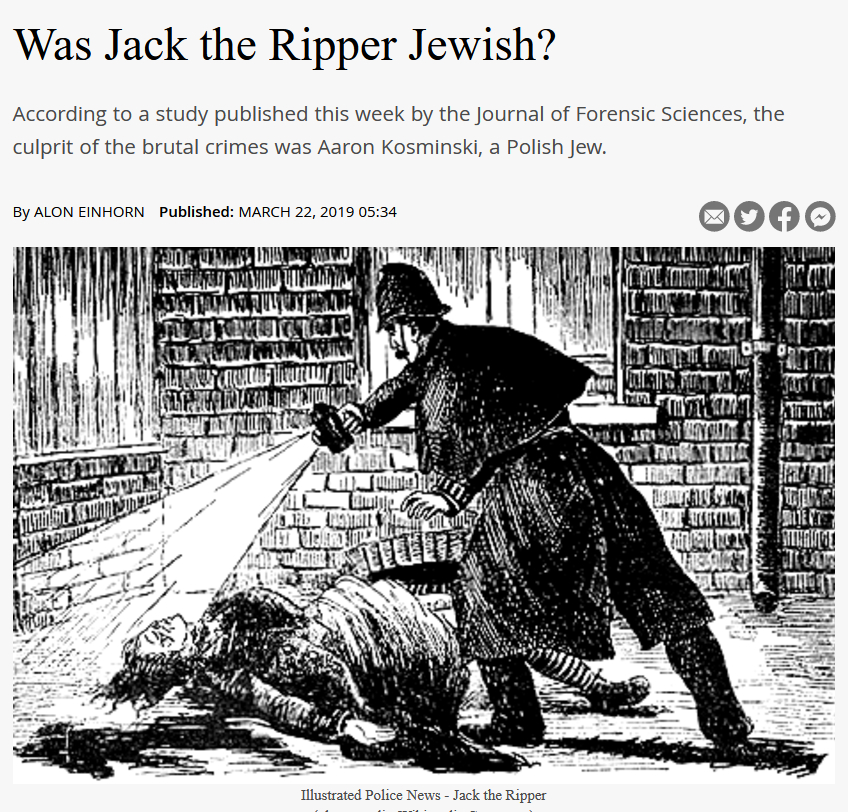 Was Jack the Ripper Jewish?
According to a study published this week by the Journal of Forensic Sciences, the
culprit of the brutal crimes was Aaron Kosminski, a Polish Jew.
By ALON EINHORN Published: MARCH 22, 2019 05:34
Illustrated Police News - Jack the Ripper